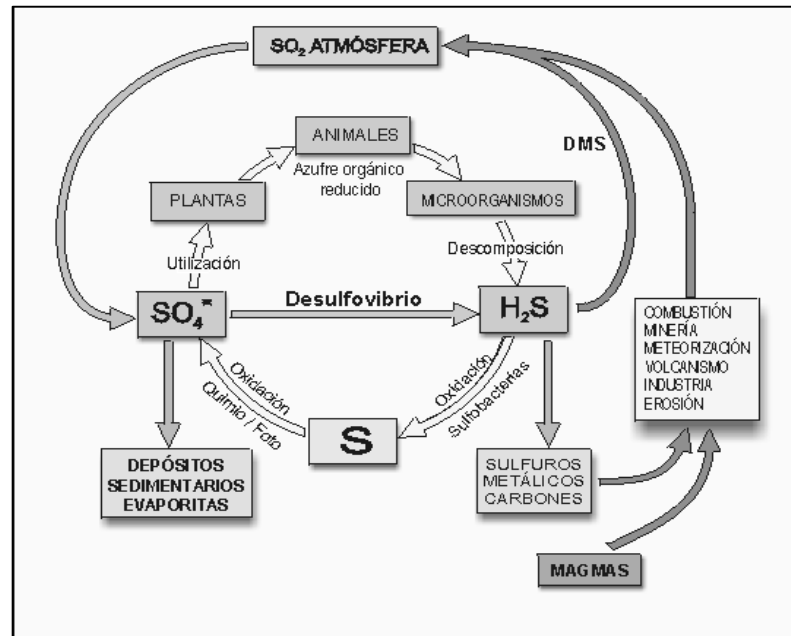 SO₂ ATMÓSFERA
DMS
ANIMALES
Azufre orgánico
reducido
PLANTAS
MICROORGANISMOS
Utilización
Descomposición
SO₄⁼
Desulfovibrio
H₂S
COMBUSTIÓN
MINERÍA
METEORIZACIÓN
VOLCANISMO
INDUSTRIA
EROSIÓN
Oxidación
Quimio / Foto
S
Oxidación
Sulfobacterias
DEPÓSITOS
SEDIMENTARIOS
EVAPORITAS
SULFUROS
METÁLICOS
CARBONES
MAGMAS